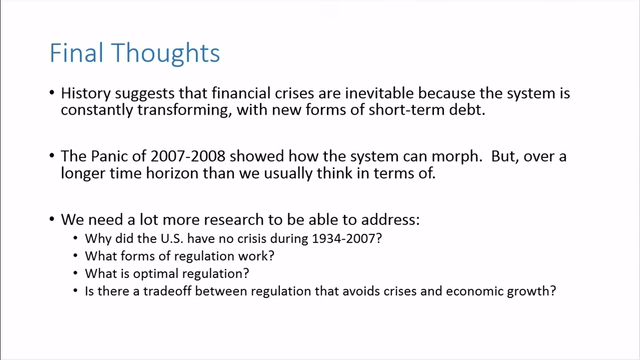 Final Thoughts
• History suggests that financial crises are inevitable because the system is
constantly transforming, with new forms of short-term debt.
• The Panic of 2007-2008 showed how the system can morph.  But, over a
longer time horizon than we usually think in terms of.
• We need a lot more research to be able to address:
• Why did the U.S. have no crisis during 1934-2007?
• What forms of regulation work?
• What is optimal regulation?
• Is there a tradeoff between regulation that avoids crises and economic growth?